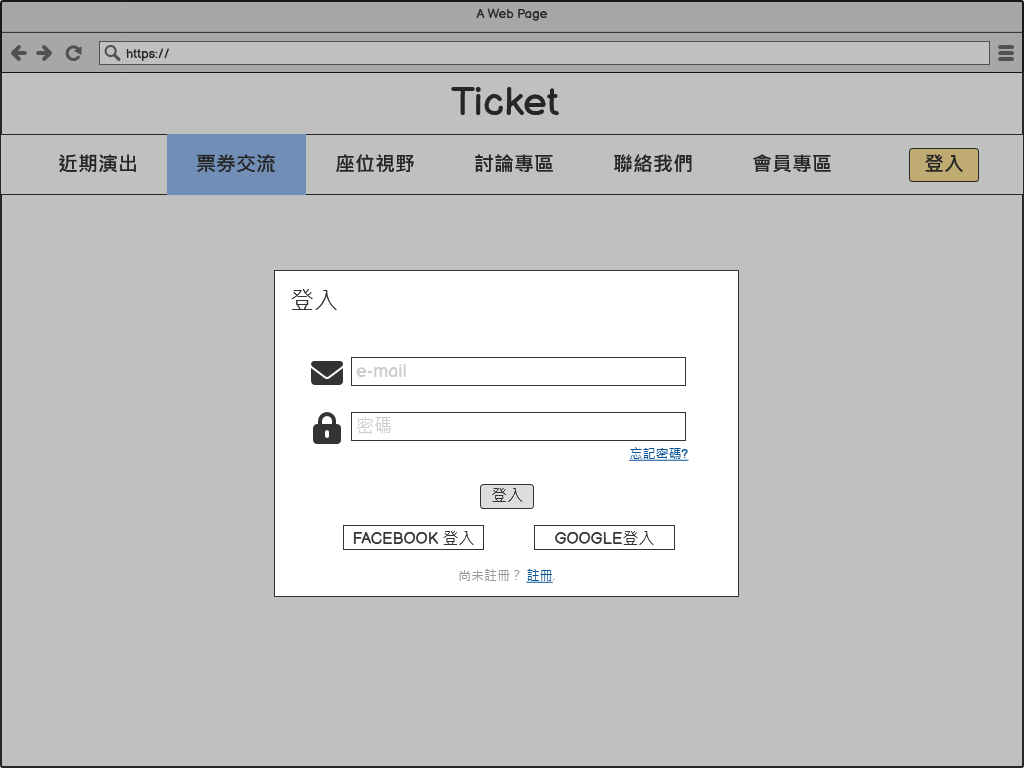 A Web Page
https://
Ticket
近期演出 票券交流 座位視野 討論專區 聯絡我們 會員專區 登入
登入
e-mail
密碼
忘記密碼?
登入
FACEBOOK 登入 GOOGLE登入
尚未註冊？ 註冊.